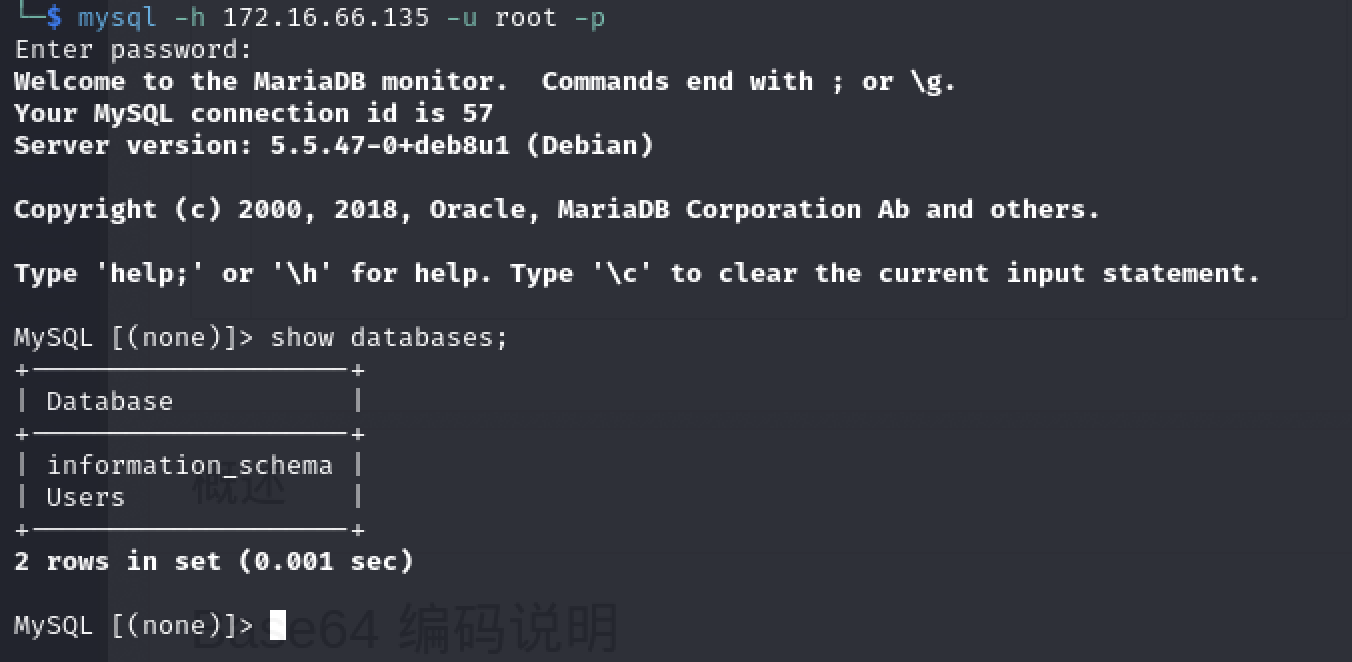 └─$ mysql -h 172.16.66.135 -u root -p
Enter password:
Welcome to the MariaDB monitor.  Commands end with ; or \g.
Your MySQL connection id is 57
Server version: 5.5.47-0+deb8u1 (Debian)
Copyright (c) 2000, 2018, Oracle, MariaDB Corporation Ab and others.
Type 'help;' or '\h' for help. Type '\c' to clear the current input statement.
MySQL [(none)]> show databases;
+--------------------+
| Database           |
+--------------------+
| information_schema |
概述
| Users              |
+--------------------+
2 rows in set (0.001 sec)
MySQL [(none)]>
Base64 编码说明